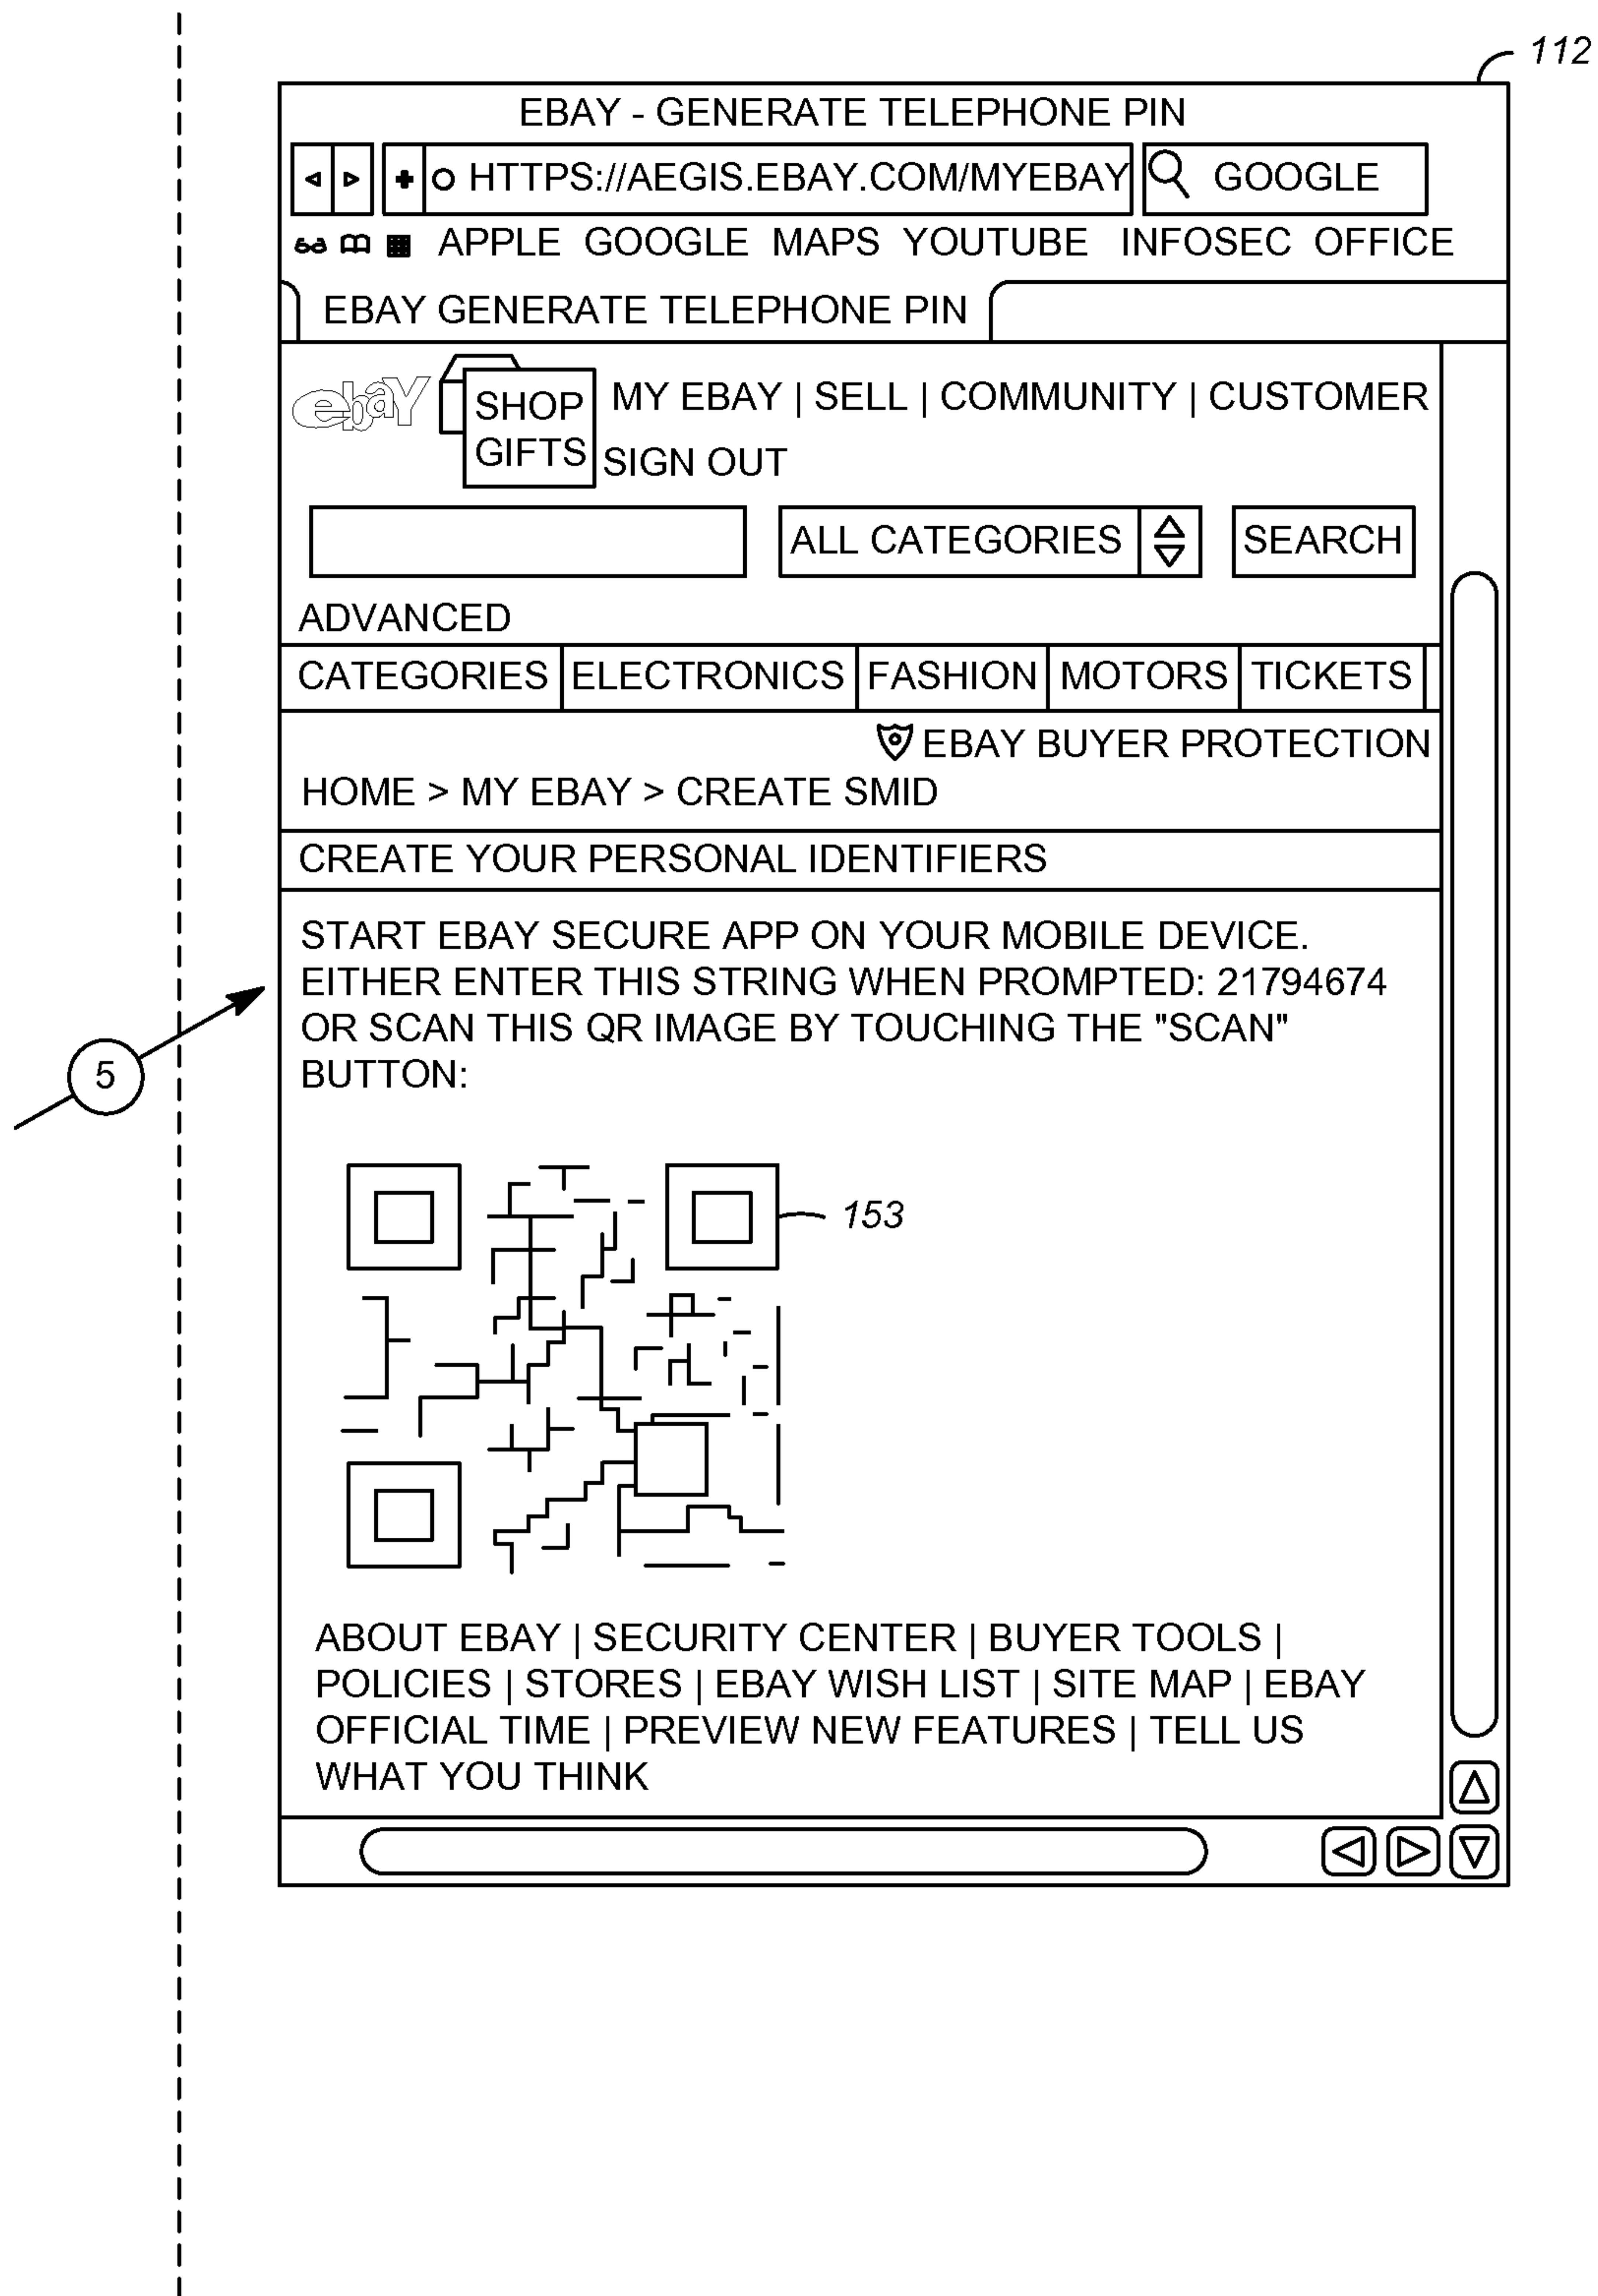 112
EBAY - GENERATE TELEPHONE PIN
HTTPS://AEGIS.EBAY.COM/MYEBAY GOOGLE
APPLE GOOGLE MAPS YOUTUBE INFOSEC OFFICE
EBAY GENERATE TELEPHONE PIN
ebaY SHOP GIFTS MY EBAY | SELL | COMMUNITY | CUSTOMER
SIGN OUT
ALL CATEGORIES SEARCH
ADVANCED
CATEGORIES ELECTRONICS FASHION MOTORS TICKETS
EBAY BUYER PROTECTION
HOME > MY EBAY > CREATE SMID
CREATE YOUR PERSONAL IDENTIFIERS
START EBAY SECURE APP ON YOUR MOBILE DEVICE.
EITHER ENTER THIS STRING WHEN PROMPTED: 21794674
OR SCAN THIS QR IMAGE BY TOUCHING THE "SCAN"
BUTTON:
5
153
ABOUT EBAY | SECURITY CENTER | BUYER TOOLS |
POLICIES | STORES | EBAY WISH LIST | SITE MAP | EBAY
OFFICIAL TIME | PREVIEW NEW FEATURES | TELL US
WHAT YOU THINK